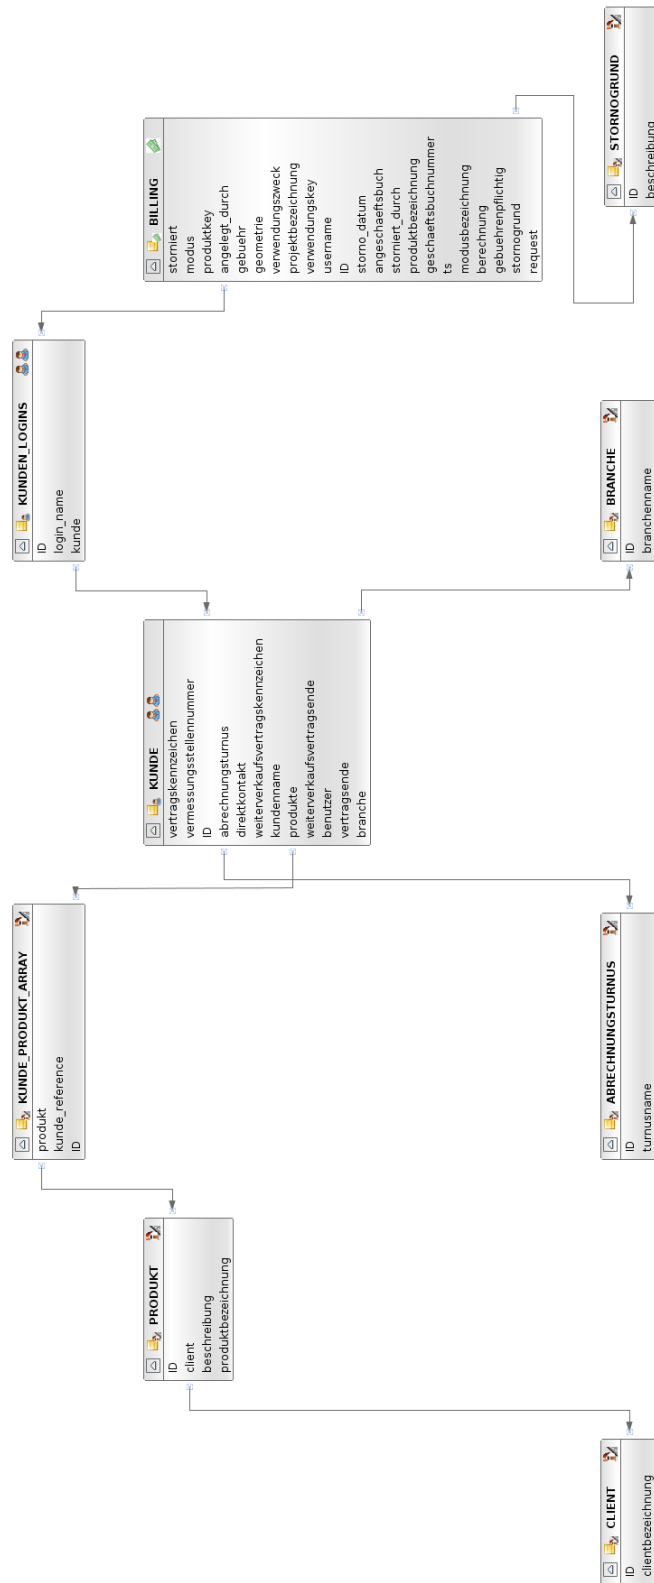 STORNOGRUND
ID
beschreibung
BILLING
storniert
modus
produktkey
angelegt_durch
gebuehr
geometrie
verwendungszweck
projektbezeichnung
verwendungskey
username
ID
storno_datum
angeschaeftsbuch
storniert_durch
produktbezeichnung
geschaeftsbuchnummer
ts
modusbezeichnung
berechnung
gebuehrenpflichtig
stornogrund
request
KUNDEN_LOGINS
ID
login_name
kunde
BRANCHE
ID
branchenname
KUNDE
vertragskennzeichen
vermessungsstellennummer
ID
abrechnungsturnus
direktkontakt
weiterverkaufsvertragskennzeichen
kundenname
produkte
weiterverkaufsvertragsende
benutzer
vertragsende
branche
KUNDE_PRODUKT_ARRAY
produkt
kunde_reference
ID
ABRECHNUNGSTURNUS
ID
turnusname
PRODUKT
ID
client
beschreibung
produktbezeichnung
CLIENT
ID
clientbezeichnung